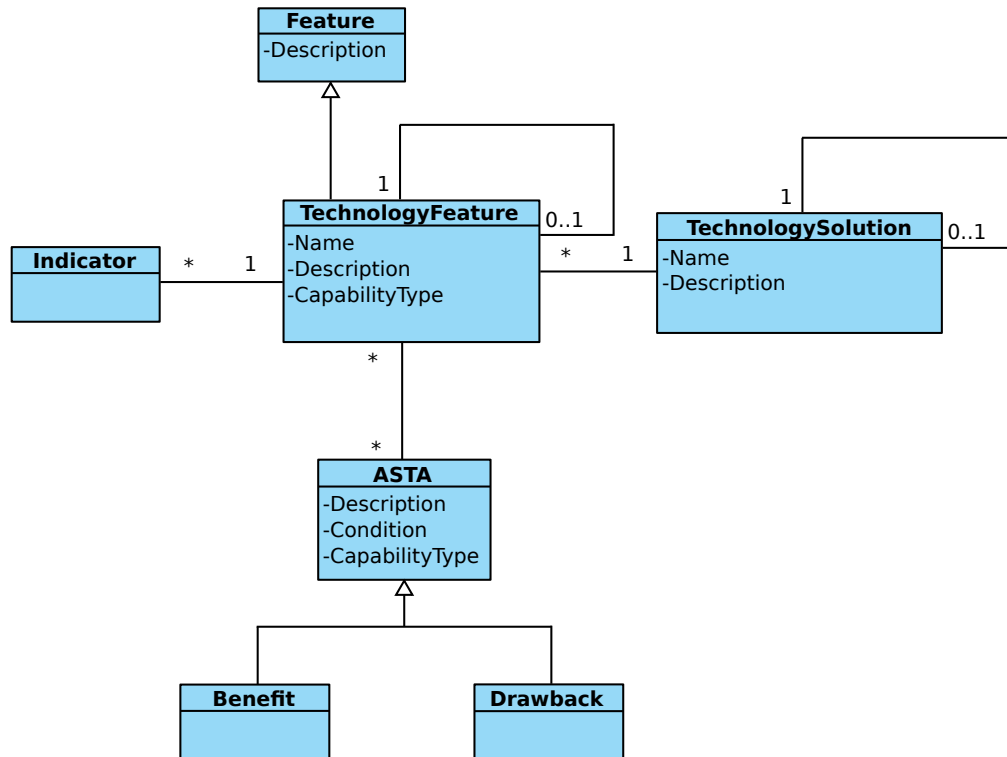 Feature
-Description
1
TechnologyFeature
0..1
-Name
-Description
-CapabilityType
*
1
1
TechnologySolution
0..1
-Name
-Description
Indicator
*
1
*
*
ASTA
-Description
-Condition
-CapabilityType
Benefit
Drawback